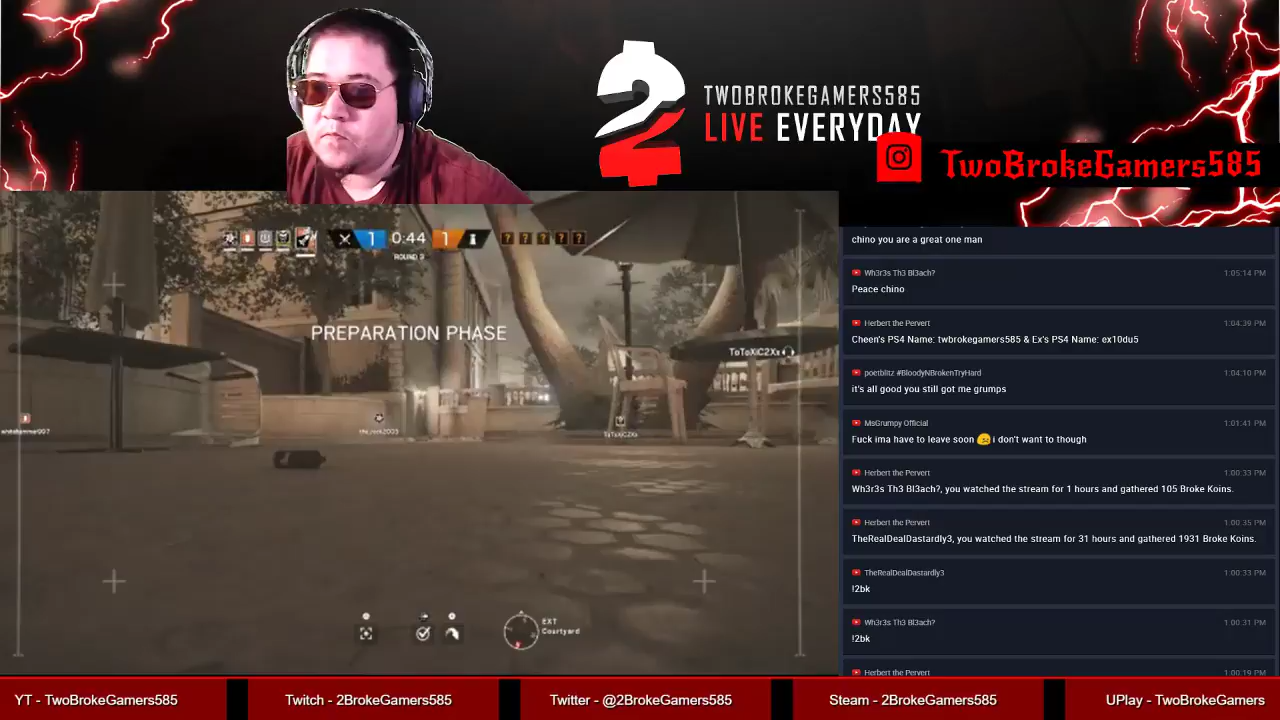 TWOBROKEGAMERS585
LIVE EVERYDAY
TwoBrokeGamers585
1 0:44 1
ROUND 3
? ? ? ? ?
PREPARATION PHASE
ToToXiC2Xs
whitehammer007
the_rock2003
ToToXiC2Xs
EXT
Courtyard
chino you are a great one man
Wh3r3s Th3 Bl3ach? 1:05:14 PM
Peace chino
Herbert the Pervert 1:04:39 PM
Cheen's PS4 Name: twbrokegamers585 & Ex's PS4 Name: ex10du5
poetblitz #BloodyNBrokenTryHard 1:04:10 PM
it's all good you still got me grumps
MsGrumpy Official 1:01:41 PM
Fuck ima have to leave soon 😥 i don't want to though
Herbert the Pervert 1:00:33 PM
Wh3r3s Th3 Bl3ach?, you watched the stream for 1 hours and gathered 105 Broke Koins.
Herbert the Pervert 1:00:35 PM
TheRealDealDastardly3, you watched the stream for 31 hours and gathered 1931 Broke Koins.
TheRealDealDastardly3 1:00:33 PM
!2bk
Wh3r3s Th3 Bl3ach? 1:00:31 PM
!2bk
Herbert the Pervert 1:00:19 PM
YT - TwoBrokeGamers585 Twitch - 2BrokeGamers585 Twitter - @2BrokeGamers585 Steam - 2BrokeGamers585 UPlay - TwoBrokeGamers